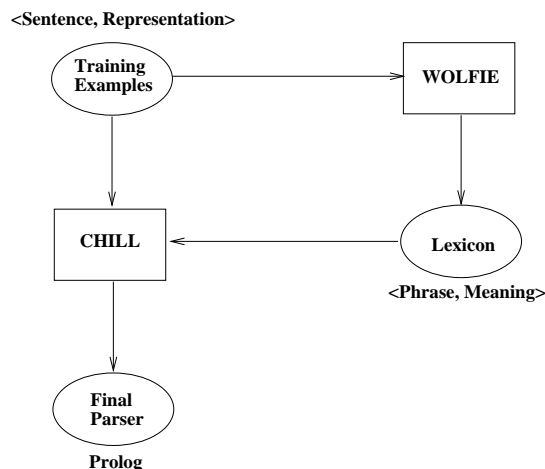 <Sentence, Representation>
Training
Examples
WOLFIE
CHILL
Lexicon
<Phrase, Meaning>
Final
Parser
Prolog